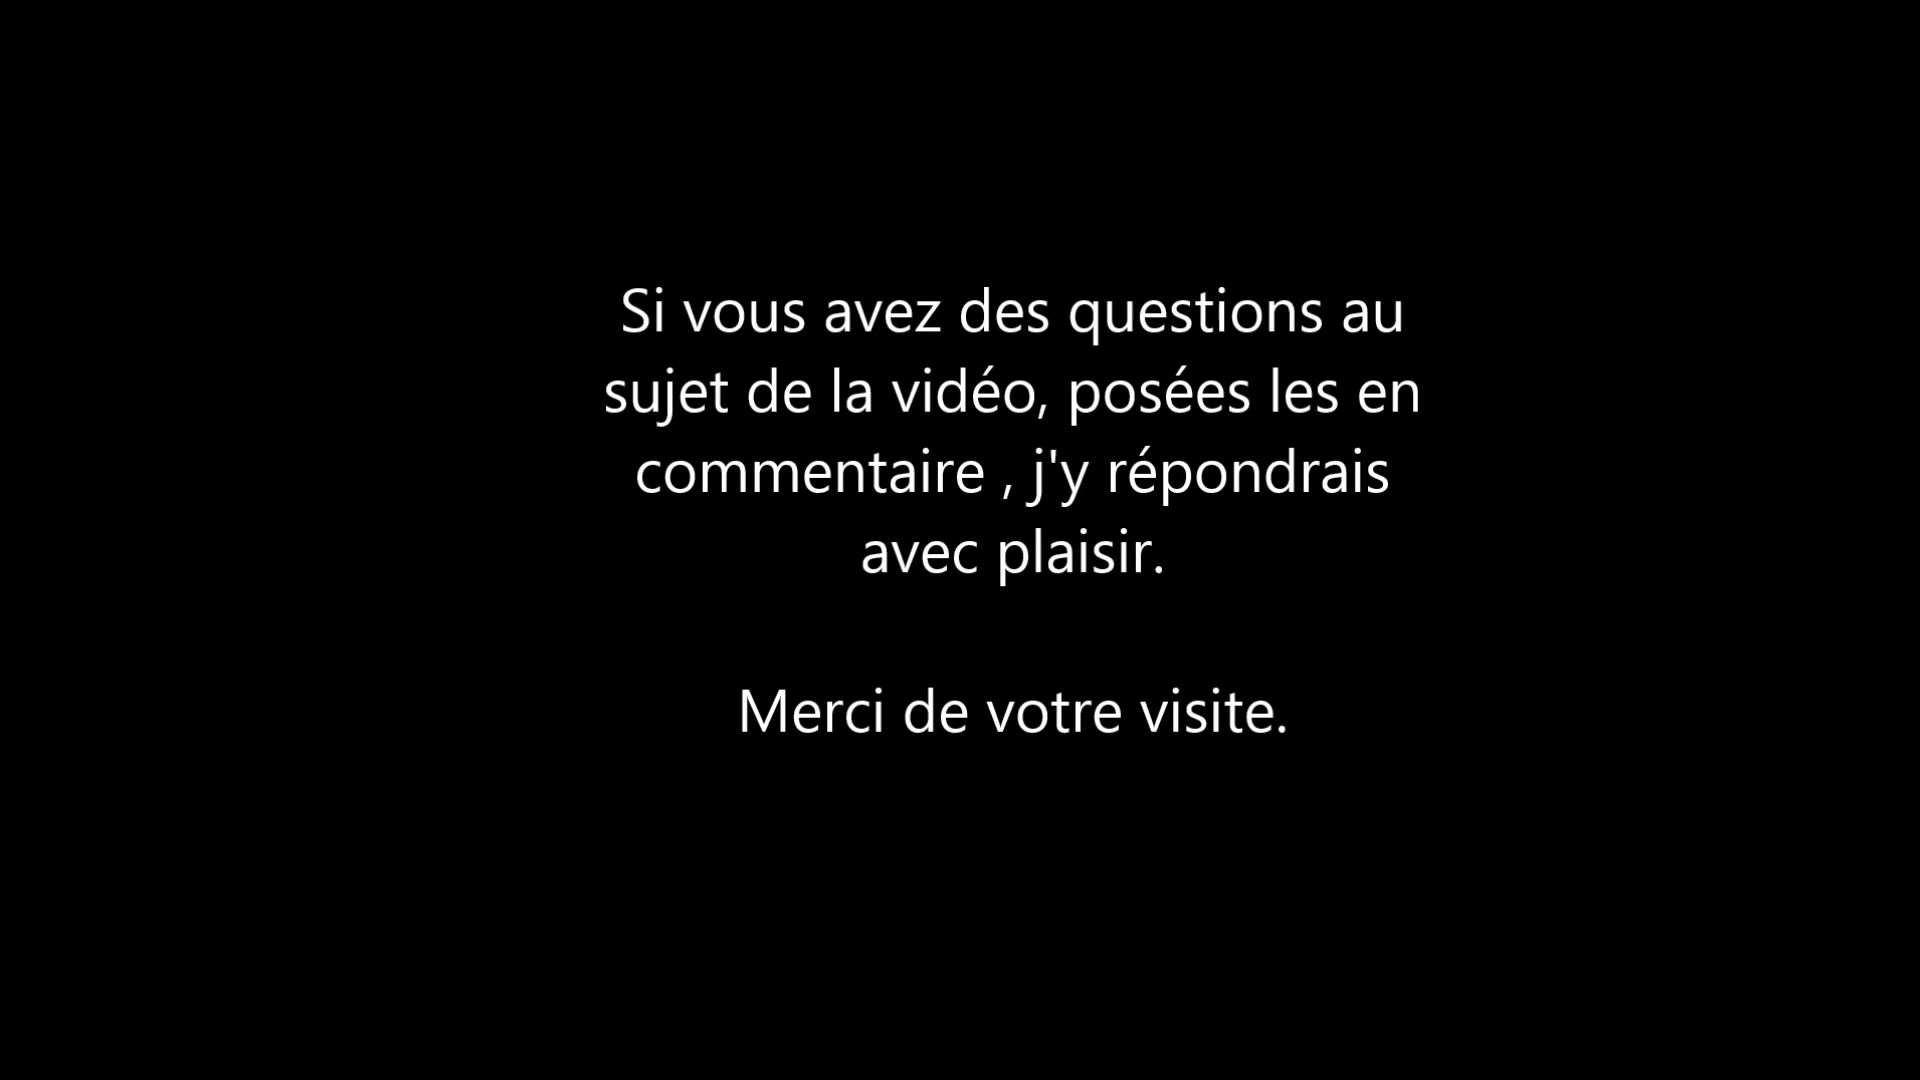 Si vous avez des questions au
sujet de la vidéo, posées les en
commentaire , j'y répondrais
avec plaisir.
Merci de votre visite.